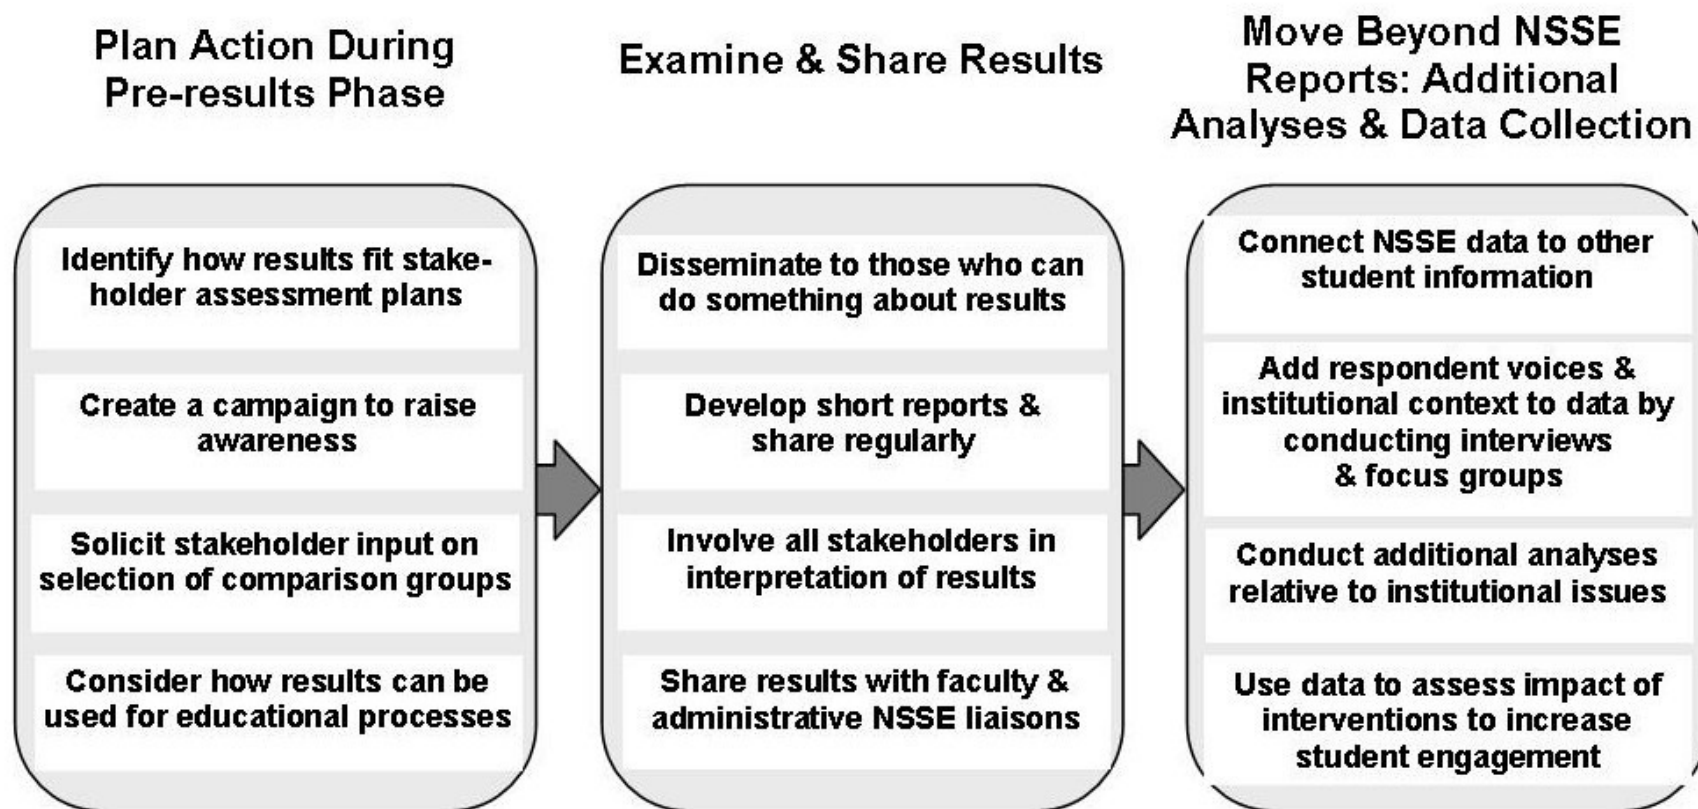 Plan Action During
Pre-results Phase
Identify how results fit stake-
holder assessment plans
Create a campaign to raise
awareness
Solicit stakeholder input on
selection of comparison groups
Consider how results can be
used for educational processes
Examine & Share Results
Disseminate to those who can
do something about results
Develop short reports &
share regularly
Involve all stakeholders in
interpretation of results
Share results with faculty &
administrative NSSE liaisons
Move Beyond NSSE
Reports: Additional
Analyses & Data Collection
Connect NSSE data to other
student information
Add respondent voices &
institutional context to data by
conducting interviews
& focus groups
Conduct additional analyses
relative to institutional issues
Use data to assess impact of
interventions to increase
student engagement